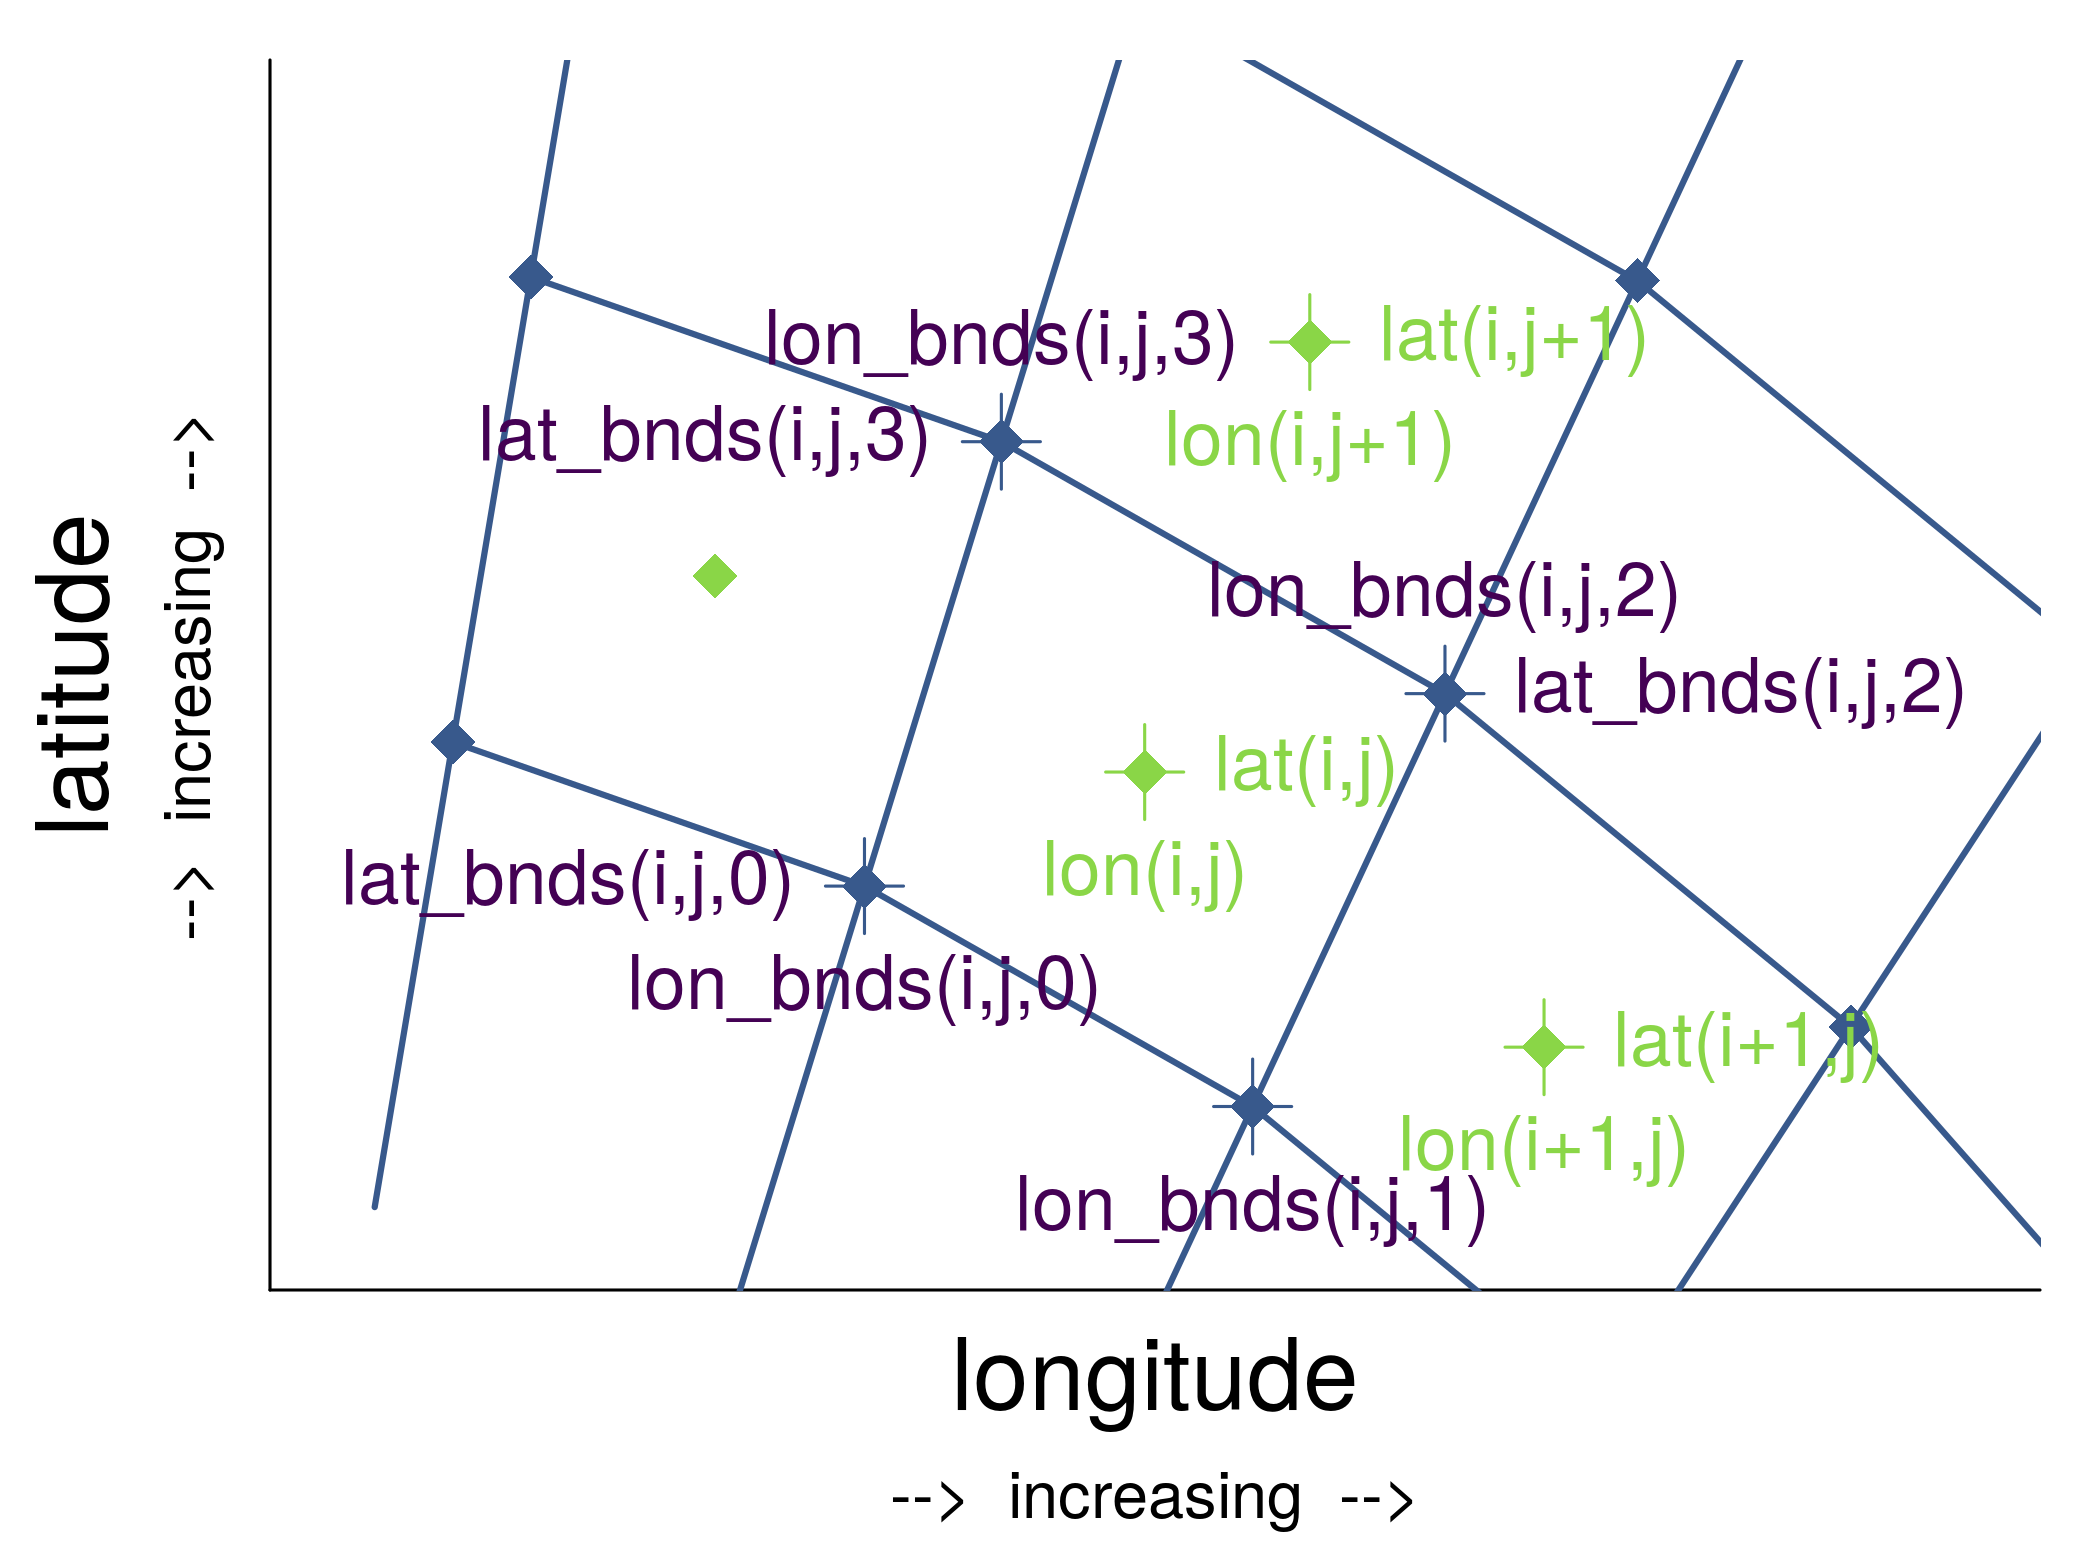 lon_bnds(i,j,3)
lat(i,j+1)
lat_bnds(i,j,3)
lon(i,j+1)
lon_bnds(i,j,2)
lat_bnds(i,j,2)
lat(i,j)
lon(i,j)
lat_bnds(i,j,0)
lon_bnds(i,j,0)
lat(i+1,j)
lon(i+1,j)
lon_bnds(i,j,1)
latitude
--> increasing -->
longitude
--> increasing -->